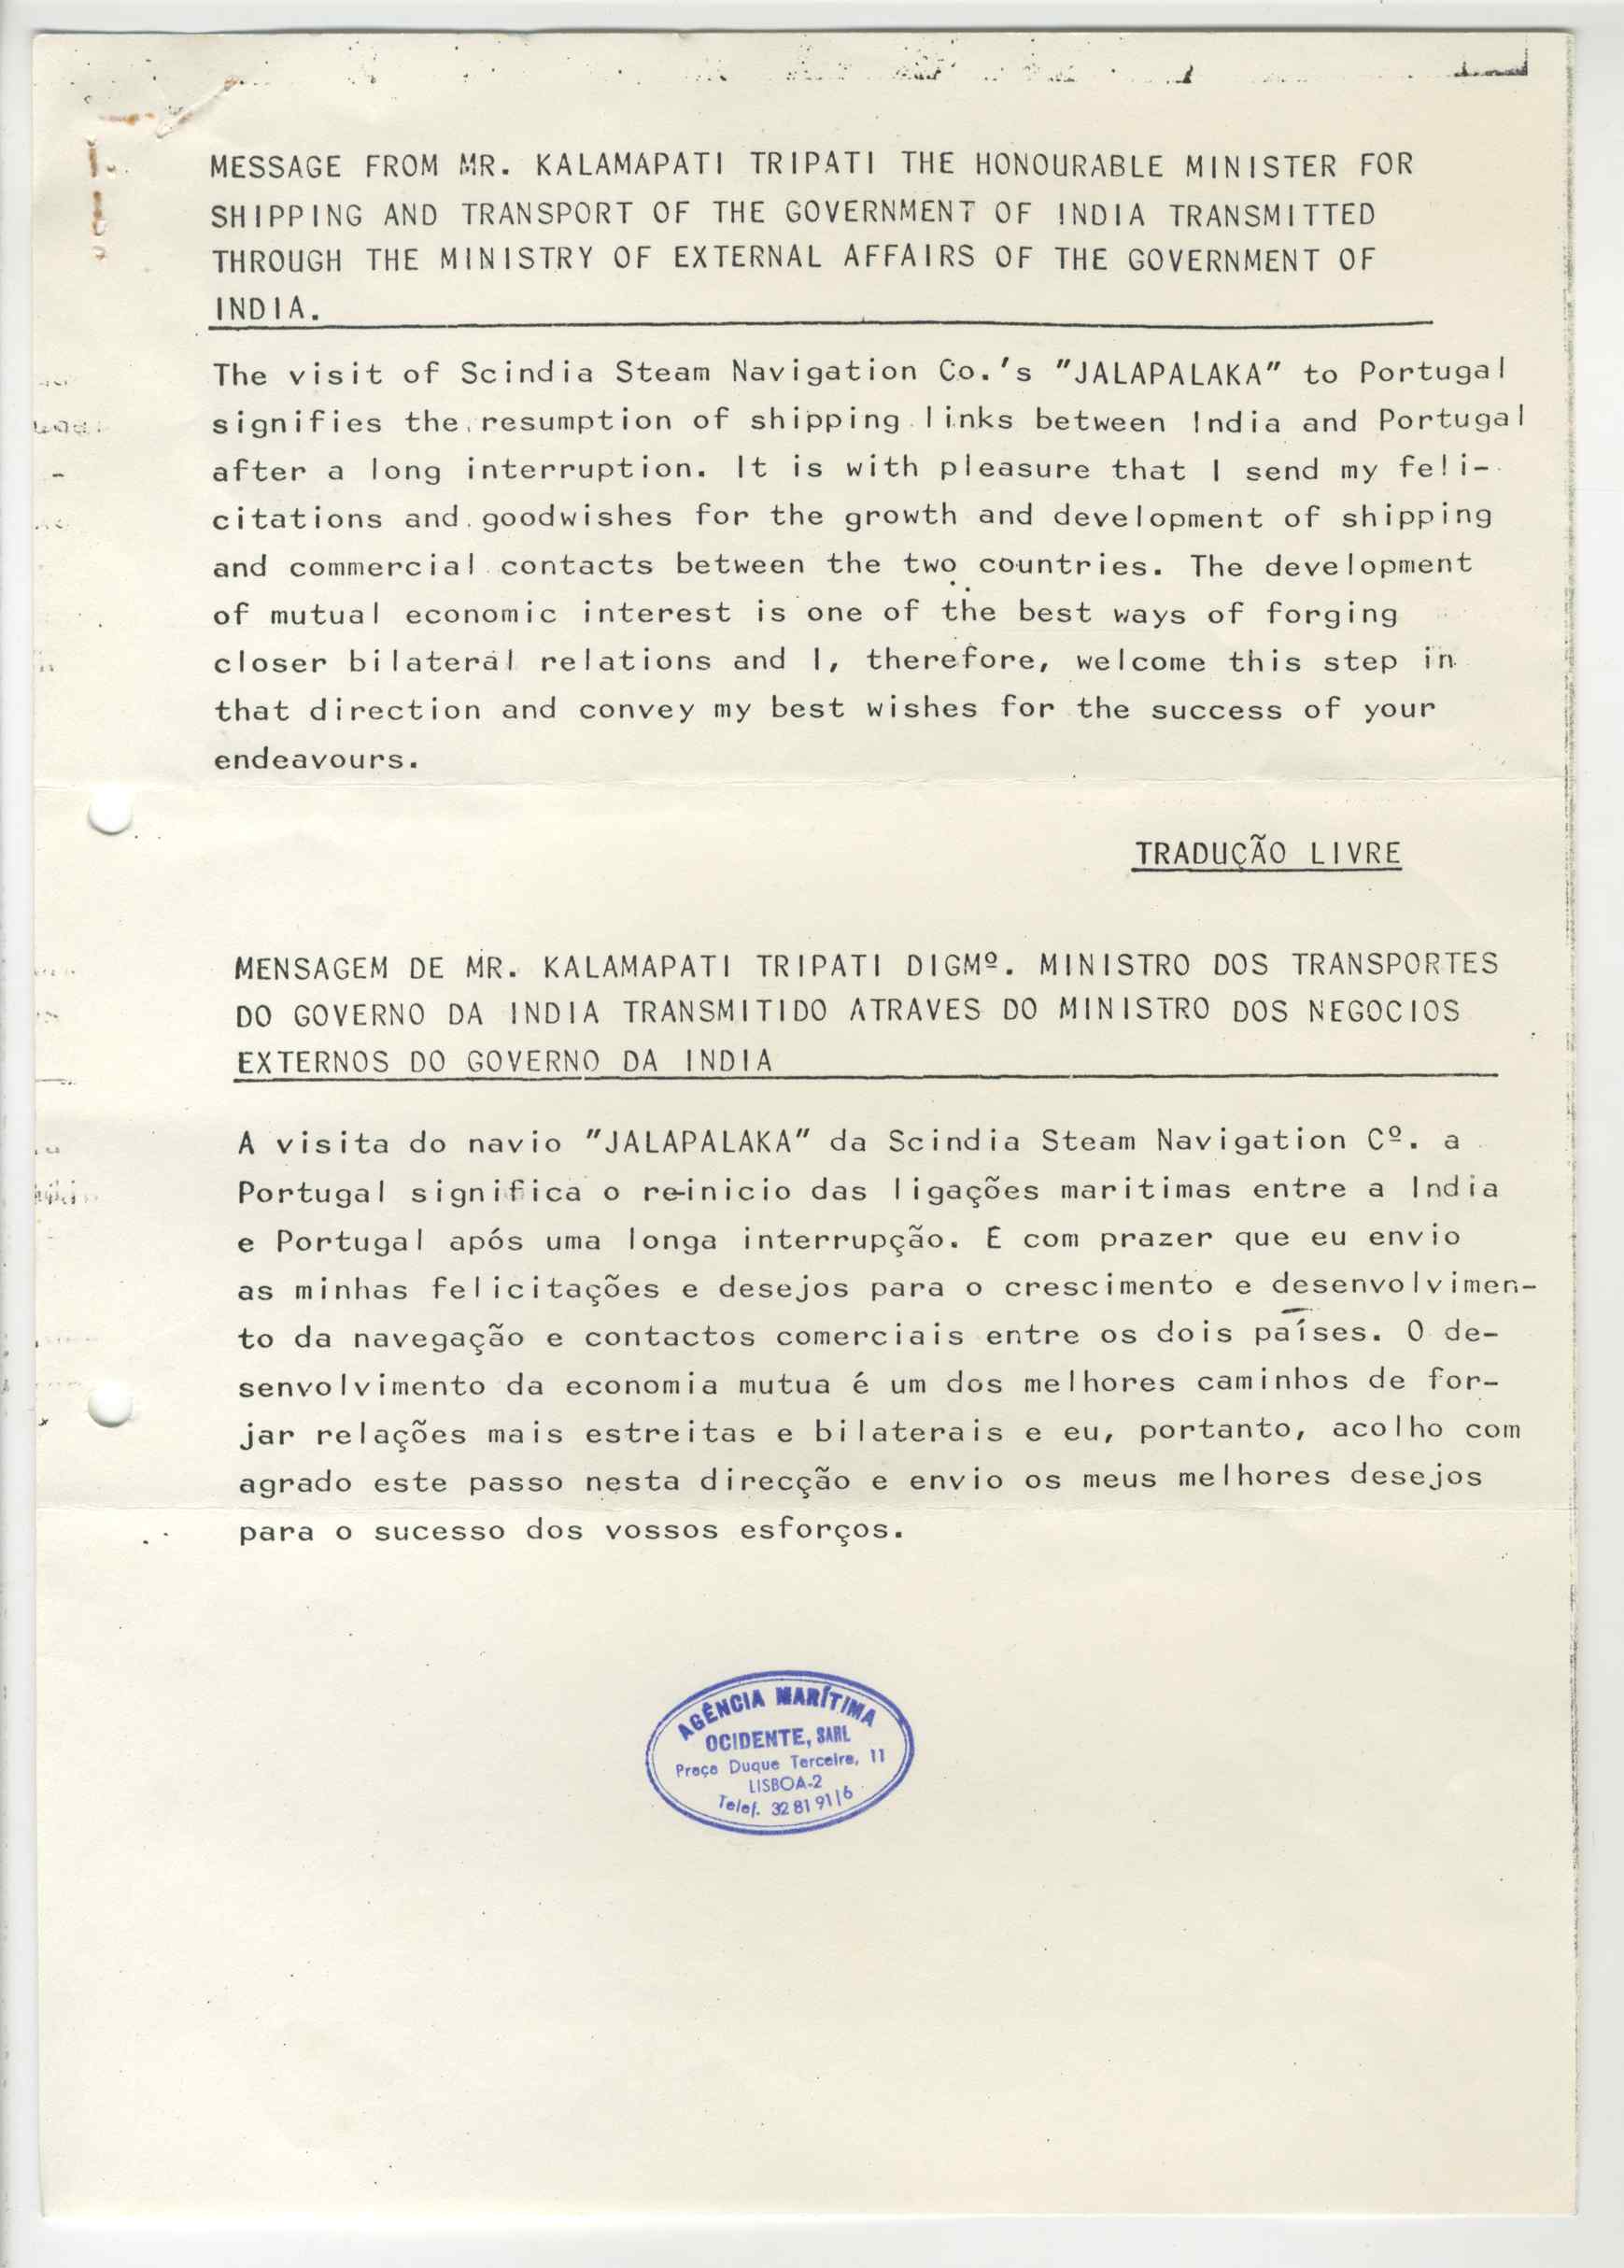 MESSAGE FROM MR. KALAMAPATI TRIPATI THE HONOURABLE MINISTER FOR
SHIPPING AND TRANSPORT OF THE GOVERNMENT OF INDIA TRANSMITTED
THROUGH THE MINISTRY OF EXTERNAL AFFAIRS OF THE GOVERNMENT OF
INDIA.
The visit of Scindia Steam Navigation Co.'s "JALAPALAKA" to Portugal
signifies the resumption of shipping links between India and Portugal
after a long interruption. It is with pleasure that I send my feli-
citations and goodwishes for the growth and development of shipping
and commercial contacts between the two countries. The development
of mutual economic interest is one of the best ways of forging
closer bilateral relations and I, therefore, welcome this step in
that direction and convey my best wishes for the success of your
endeavours.
TRADUÇÃO LIVRE
MENSAGEM DE MR. KALAMAPATI TRIPATI DIGMº. MINISTRO DOS TRANSPORTES
DO GOVERNO DA INDIA TRANSMITIDO ATRAVES DO MINISTRO DOS NEGOCIOS
EXTERNOS DO GOVERNO DA INDIA
A visita do navio "JALAPALAKA" da Scindia Steam Navigation Cº. a
Portugal significa o re-inicio das ligações maritimas entre a India
e Portugal após uma longa interrupção. E com prazer que eu envio
as minhas felicitações e desejos para o crescimento e desenvolvimen-
to da navegação e contactos comerciais entre os dois países. O de-
senvolvimento da economia mutua é um dos melhores caminhos de for-
jar relações mais estreitas e bilaterais e eu, portanto, acolho com
agrado este passo nesta direcção e envio os meus melhores desejos
para o sucesso dos vossos esforços.
AGÊNCIA MARÍTIMA
OCIDENTE, SARL
Praça Duque Terceira, 11
LISBOA-2
Telef. 32 81 91/6